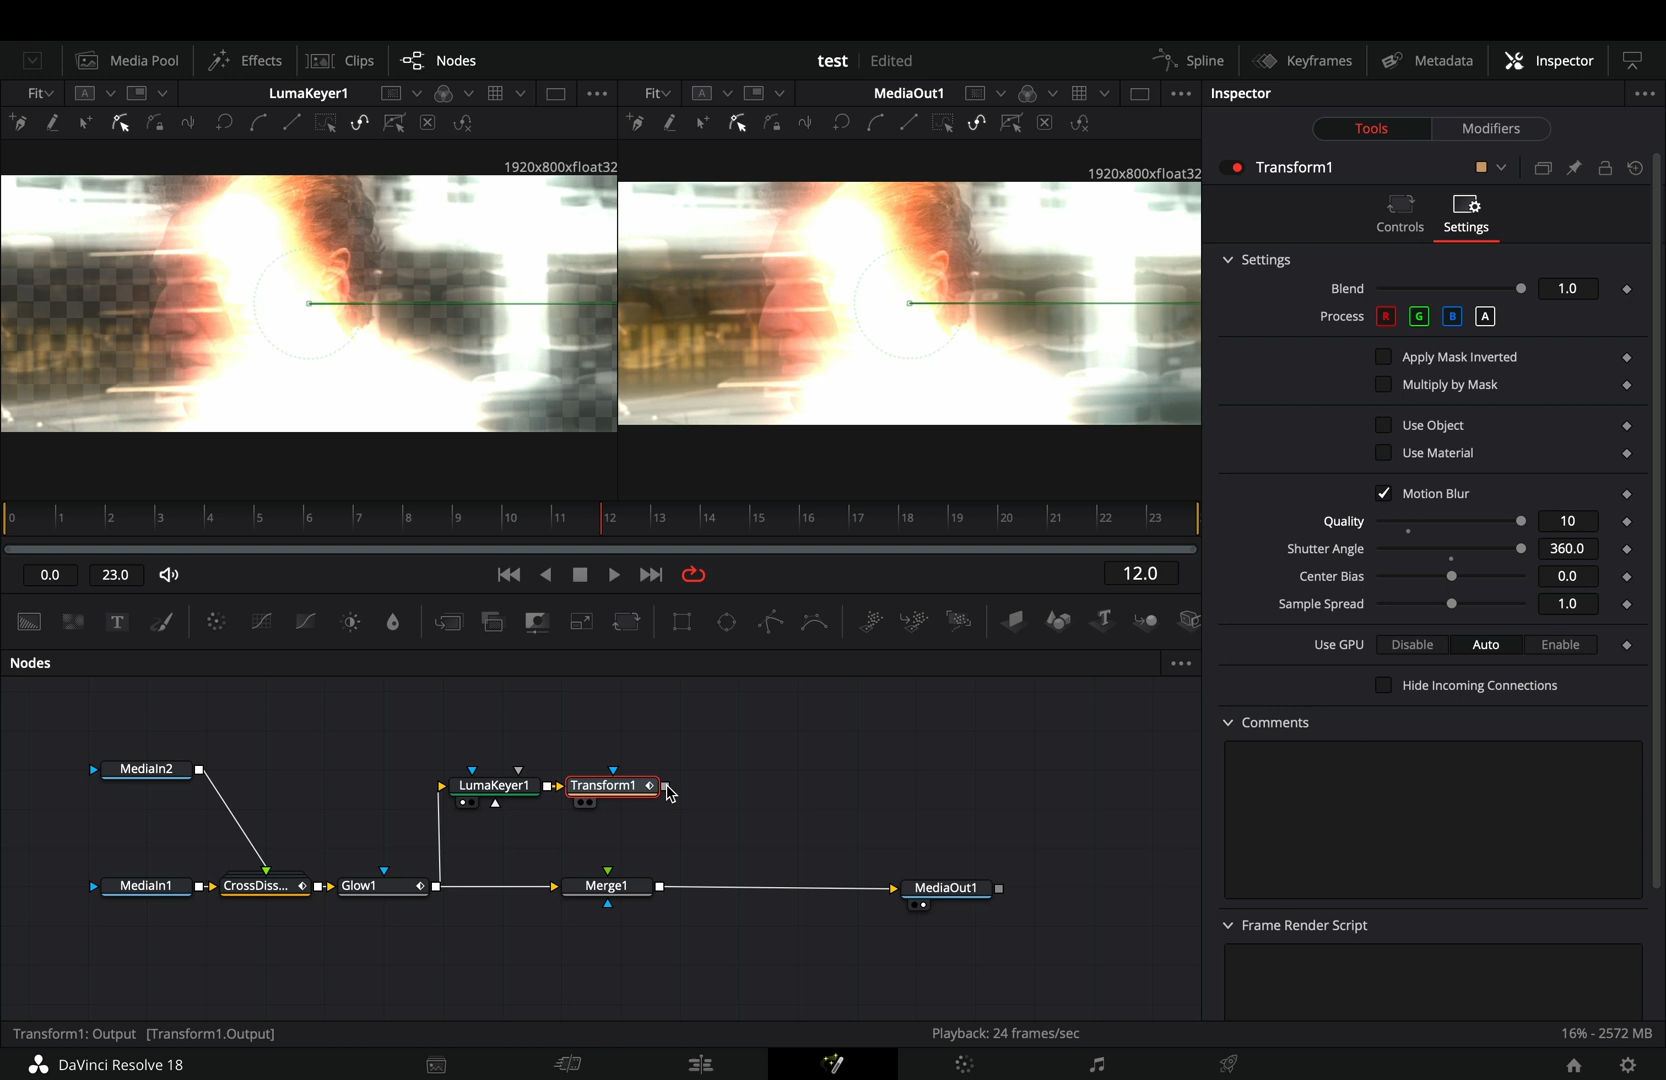 Media Pool
Effects
Clips
Nodes
test
Edited
Spline
Keyframes
Metadata
Inspector
Fit
A
LumaKeyer1
Fit
A
MediaOut1
Inspector
Tools
Modifiers
1920x800xfloat32
1920x800xfloat32
Transform1
Controls
Settings
Settings
Blend
1.0
Process
R
G
B
A
Apply Mask Inverted
Multiply by Mask
Use Object
Use Material
Motion Blur
Quality
10
Shutter Angle
360.0
Center Bias
0.0
Sample Spread
1.0
Use GPU
Disable
Auto
Enable
Hide Incoming Connections
Comments
Frame Render Script
0 1 2 3 4 5 6 7 8 9 10 11 12 13 14 15 16 17 18 19 20 21 22 23
0.0
23.0
12.0
T
T
Nodes
MediaIn2
LumaKeyer1
Transform1
MediaIn1
CrossDiss...
Glow1
Merge1
MediaOut1
Transform1: Output [Transform1.Output]
Playback: 24 frames/sec
16% - 2572 MB
DaVinci Resolve 18